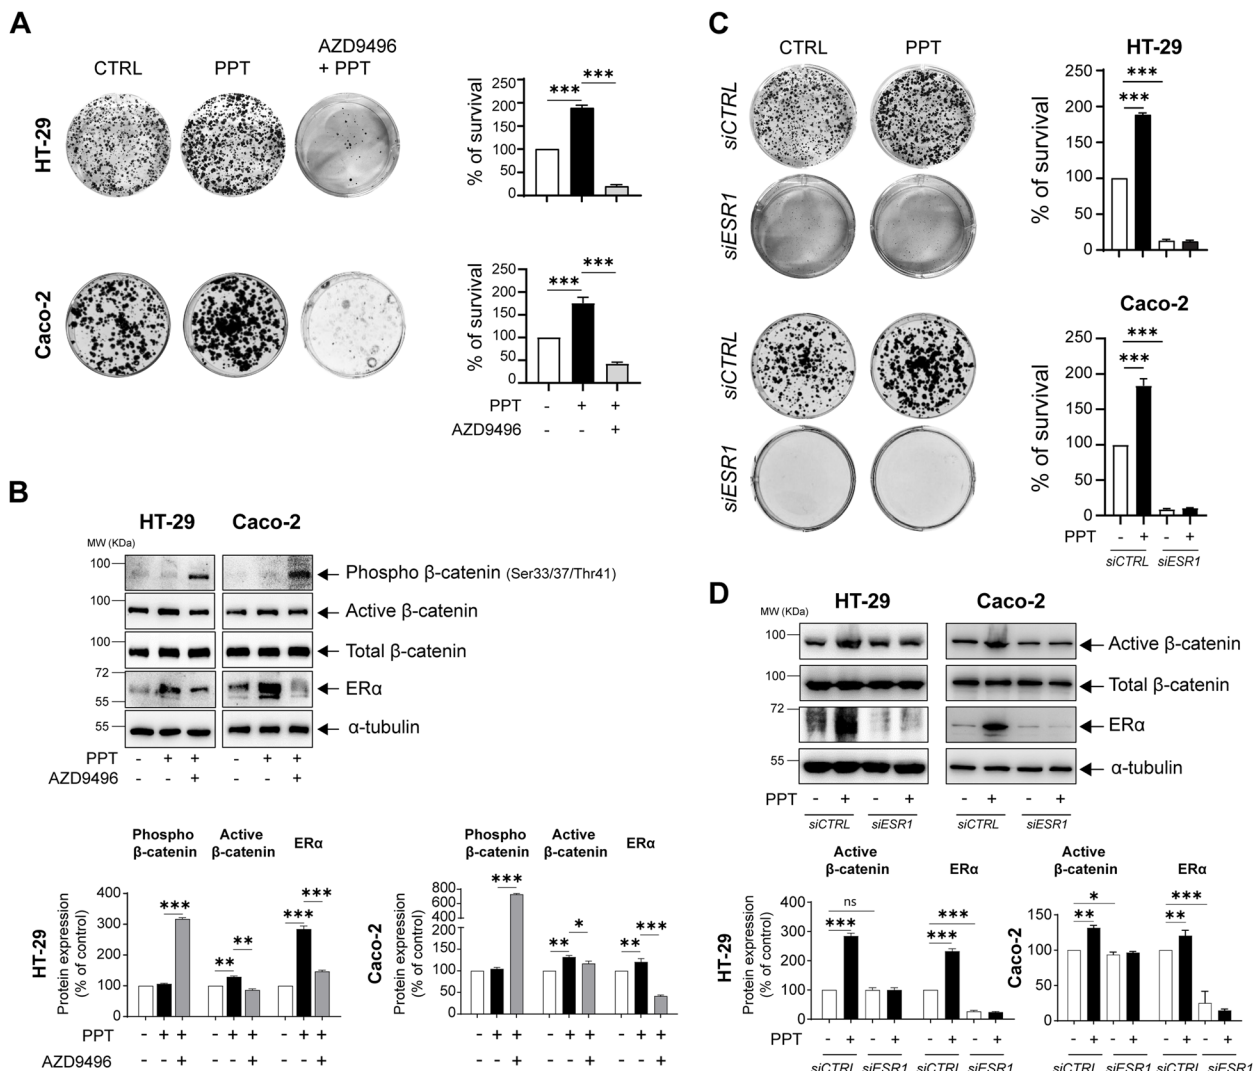 A
CTRL PPT AZD9496 + PPT
HT-29
% of survival
250
200
150
100
50
0
*** ***
Caco-2
% of survival
250
200
150
100
50
0
*** ***
PPT - + +
AZD9496 - - +
B
HT-29 Caco-2
MW (KDa)
100
Phospho β-catenin (Ser33/37/Thr41)
100
Active β-catenin
100
Total β-catenin
72
55
ERα
55
α-tubulin
PPT - + + - + +
AZD9496 - - + - - +
Phospho β-catenin
Active β-catenin
ERα
HT-29
Protein expression (% of control)
400
300
200
100
0
*** ** ** *** ***
PPT - + + - + + - + +
AZD9496 - - + - - + - - +
Phospho β-catenin
Active β-catenin
ERα
Caco-2
Protein expression (% of control)
800
600
400
200
150
100
50
0
*** ** * ** ***
- + + - + + - + +
- - + - - + - - +
C
CTRL PPT
siCTRL
siESR1
HT-29
% of survival
250
200
150
100
50
0
***
***
siCTRL
siESR1
Caco-2
% of survival
250
200
150
100
50
0
***
***
PPT - + - +
siCTRL siESR1
D
HT-29 Caco-2
MW (KDa)
100
Active β-catenin
100
Total β-catenin
72
ERα
55
α-tubulin
PPT - + - + - + - +
siCTRL siESR1 siCTRL siESR1
Active β-catenin
ERα
HT-29
Protein expression (% of control)
400
300
200
100
0
ns
***
***
***
PPT - + - + - + - +
siCTRL siESR1 siCTRL siESR1
Active β-catenin
ERα
Caco-2
150
100
50
0
*
**
***
**
- + - + - + - +
siCTRL siESR1 siCTRL siESR1